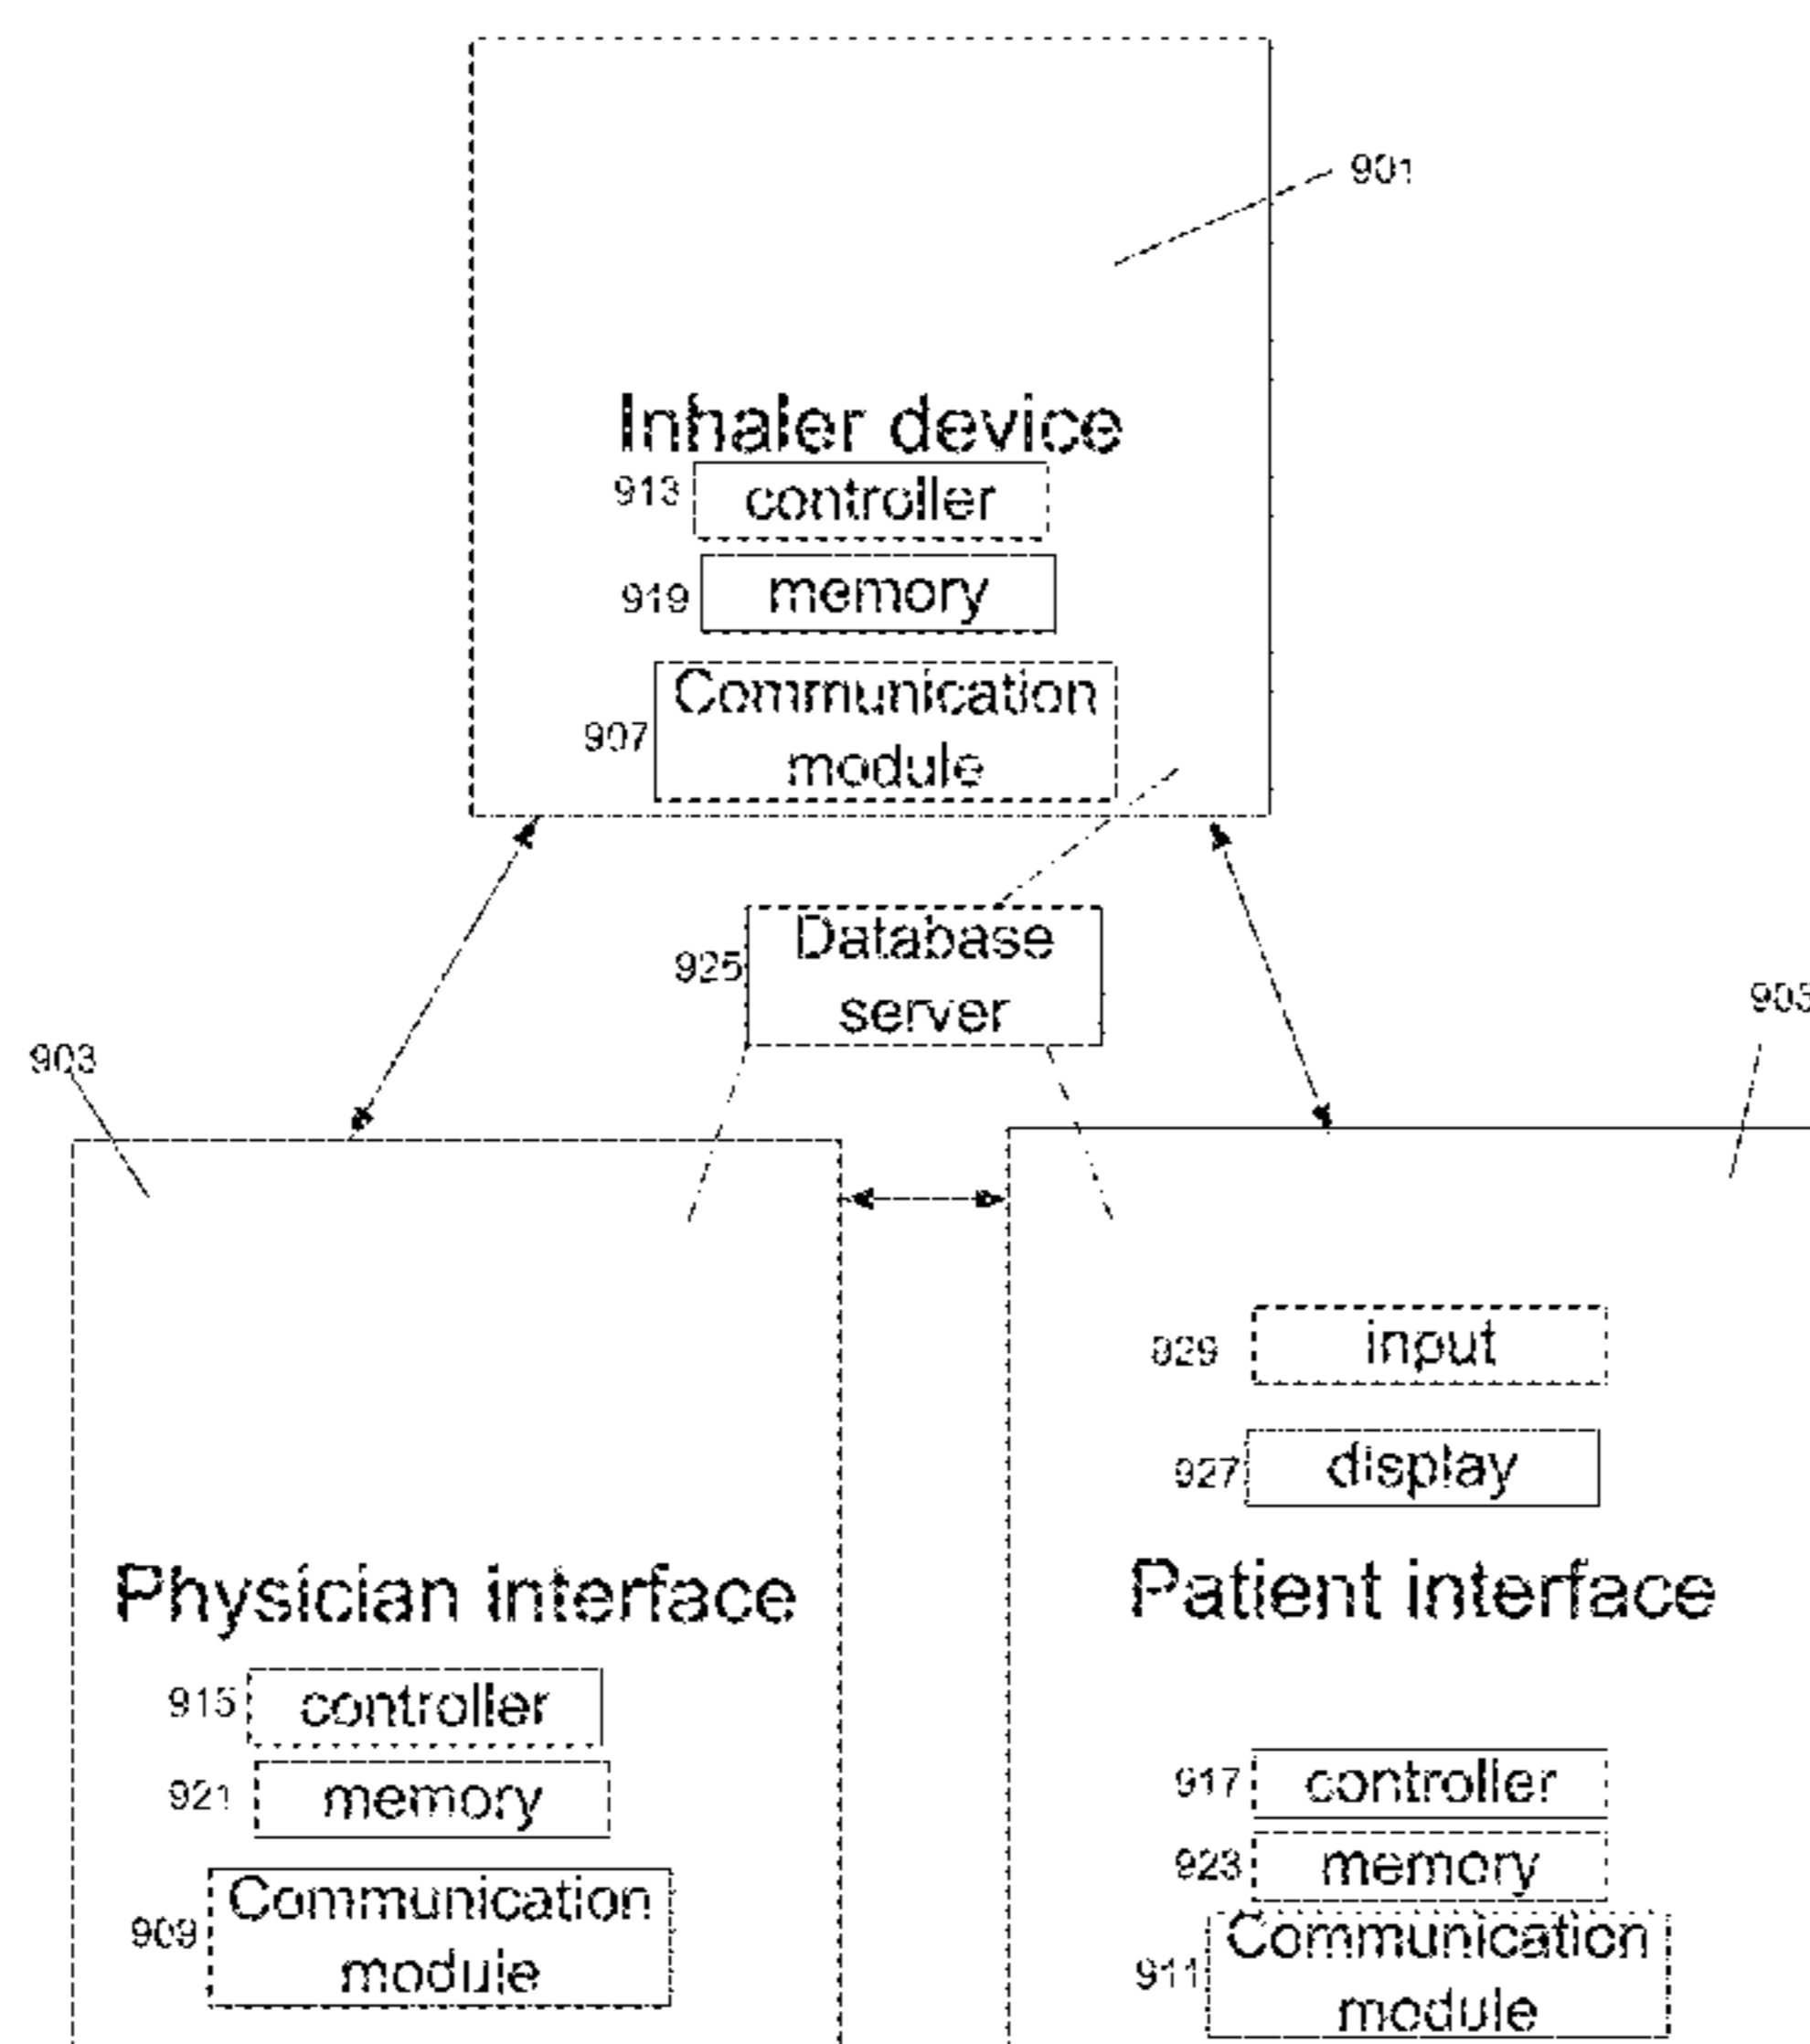 901
Inhaler device
913 controller
919 memory
907 Communication
module
925 Database
server
903
905
929 input
927 display
Physician interface
Patient interface
915 controller
921 memory
909 Communication
module
917 controller
923 memory
911 Communication
module